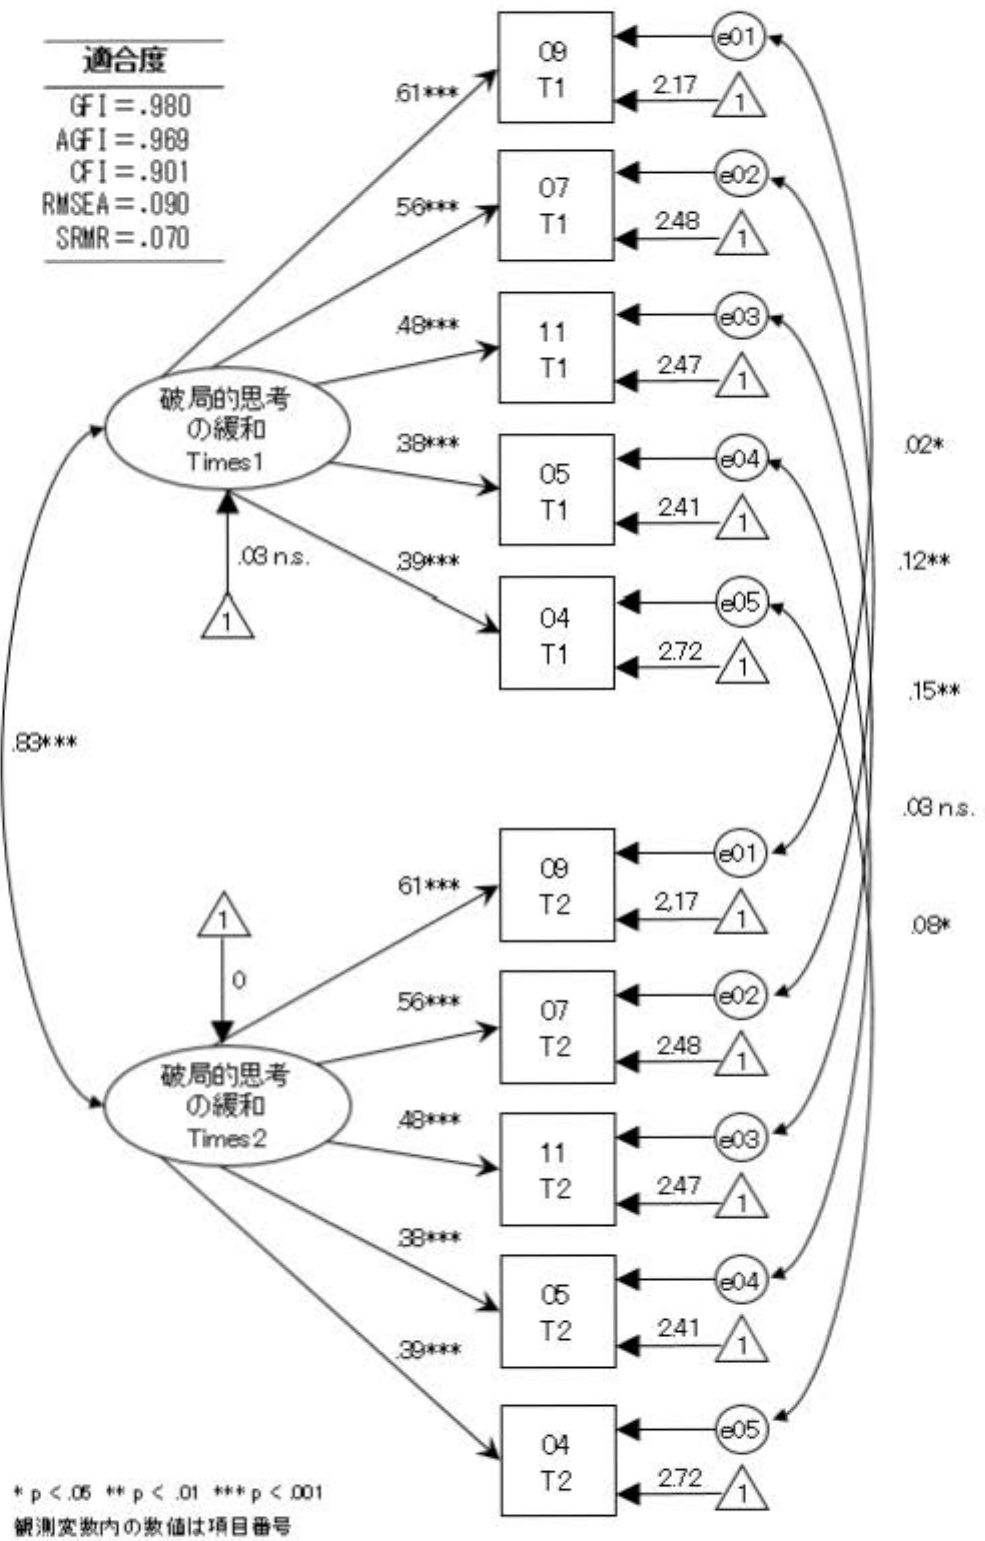 適合度
GFI＝.980
AGFI＝.969
CFI＝.901
RMSEA＝.090
SRMR＝.070
.61***
09
T1
e01
2.17
1
.56***
07
T1
e02
2.48
1
.48***
11
T1
e03
2.47
1
破局的思考
の緩和
Times1
.38***
05
T1
e04
2.41
1
.02*
.03 n.s.
1
.39***
04
T1
e05
2.72
1
.12**
.15**
.83***
.03 n.s.
1
0
61***
09
T2
e01
2,17
1
.08*
.56***
07
T2
e02
2.48
1
破局的思考
の緩和
Times2
.48***
11
T2
e03
2.47
1
.38***
05
T2
e04
2.41
1
.39***
04
T2
e05
2.72
1
* p < .05 ** p < .01 *** p < .001
観測変数内の数値は項目番号